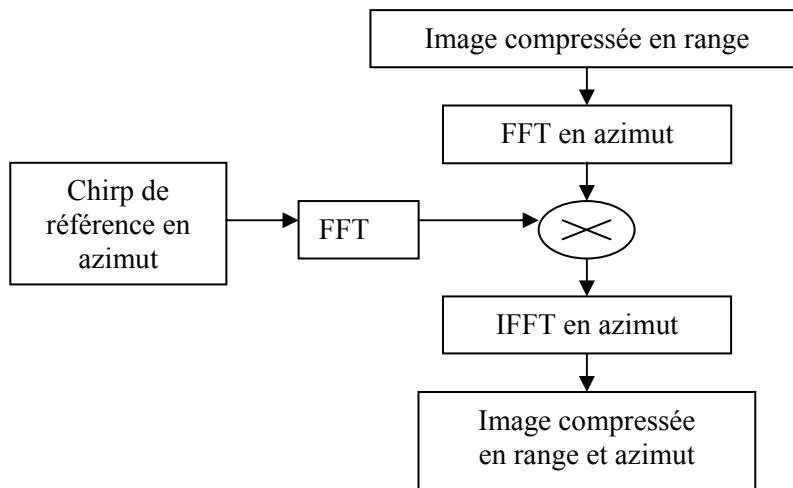 Image compressée en range
FFT en azimut
Chirp de
référence en
azimut
FFT
IFFT en azimut
Image compressée
en range et azimut